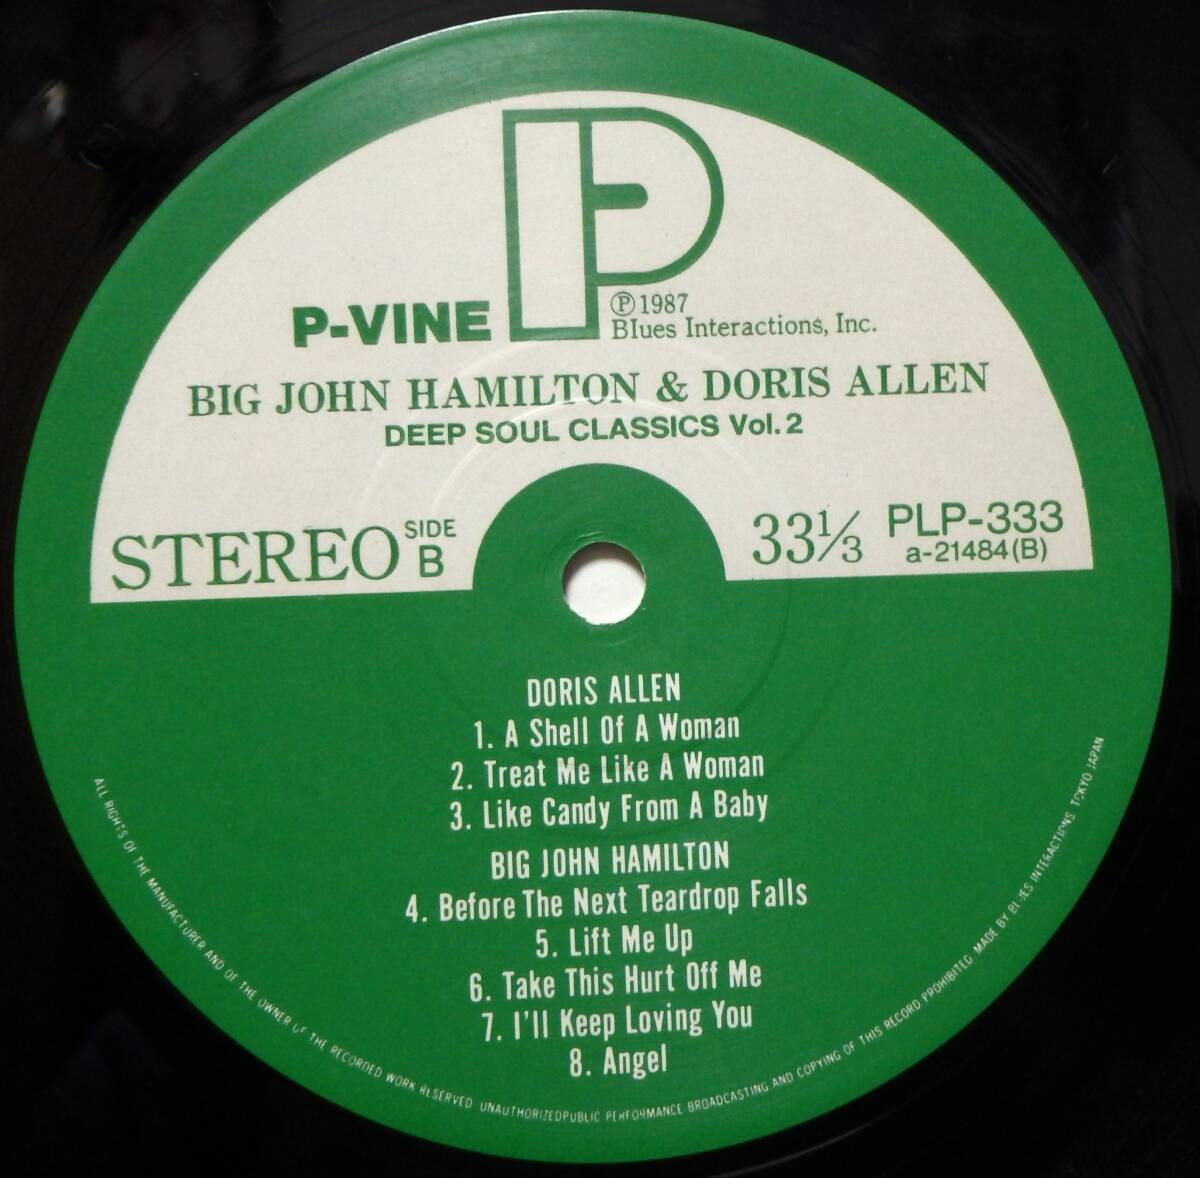 P-VINE
Ⓟ1987
Blues Interactions, Inc.
BIG JOHN HAMILTON & DORIS ALLEN
DEEP SOUL CLASSICS Vol.2
STEREO SIDE B
33⅓ PLP-333
a-21484(B)
DORIS ALLEN
1. A Shell Of A Woman
2. Treat Me Like A Woman
3. Like Candy From A Baby
BIG JOHN HAMILTON
4. Before The Next Teardrop Falls
5. Lift Me Up
6. Take This Hurt Off Me
7. I'll Keep Loving You
8. Angel
ALL RIGHTS OF THE MANUFACTURER AND OF THE OWNER OF THE RECORDED WORK RESERVED UNAUTHORIZEDPUBLIC PERFORMANCE BROADCASTING AND COPYING OF THIS RECORD PROHIBITED MADE BY BLUES INTERACTIONS, TOKYO JAPAN